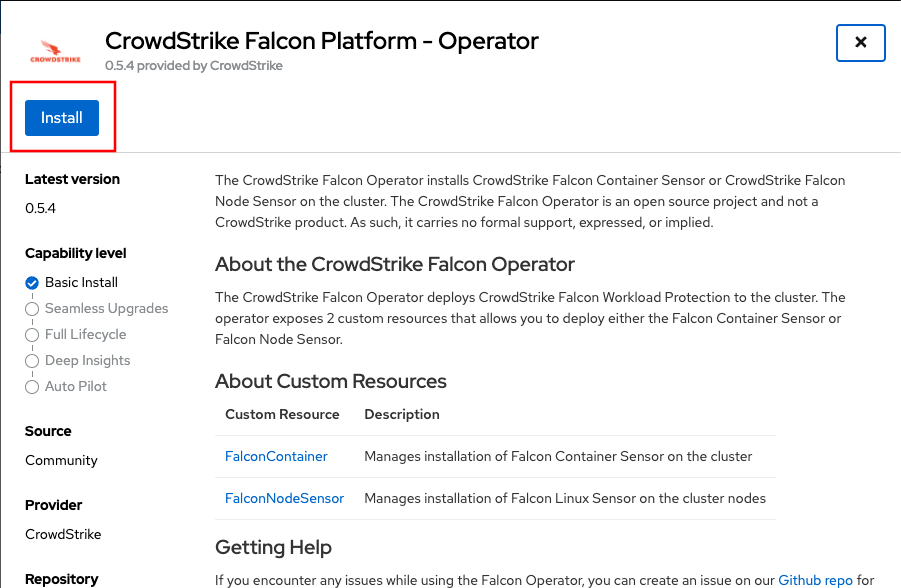 CROWDSTRIKE
CrowdStrike Falcon Platform - Operator
0.5.4 provided by CrowdStrike
Install
Latest version
0.5.4
Capability level
Basic Install
Seamless Upgrades
Full Lifecycle
Deep Insights
Auto Pilot
Source
Community
Provider
CrowdStrike
Repository
The CrowdStrike Falcon Operator installs CrowdStrike Falcon Container Sensor or CrowdStrike Falcon
Node Sensor on the cluster. The CrowdStrike Falcon Operator is an open source project and not a
CrowdStrike product. As such, it carries no formal support, expressed, or implied.
About the CrowdStrike Falcon Operator
The CrowdStrike Falcon Operator deploys CrowdStrike Falcon Workload Protection to the cluster. The
operator exposes 2 custom resources that allows you to deploy either the Falcon Container Sensor or
Falcon Node Sensor.
About Custom Resources
Custom Resource Description
FalconContainer Manages installation of Falcon Container Sensor on the cluster
FalconNodeSensor Manages installation of Falcon Linux Sensor on the cluster nodes
Getting Help
If you encounter any issues while using the Falcon Operator, you can create an issue on our Github repo for